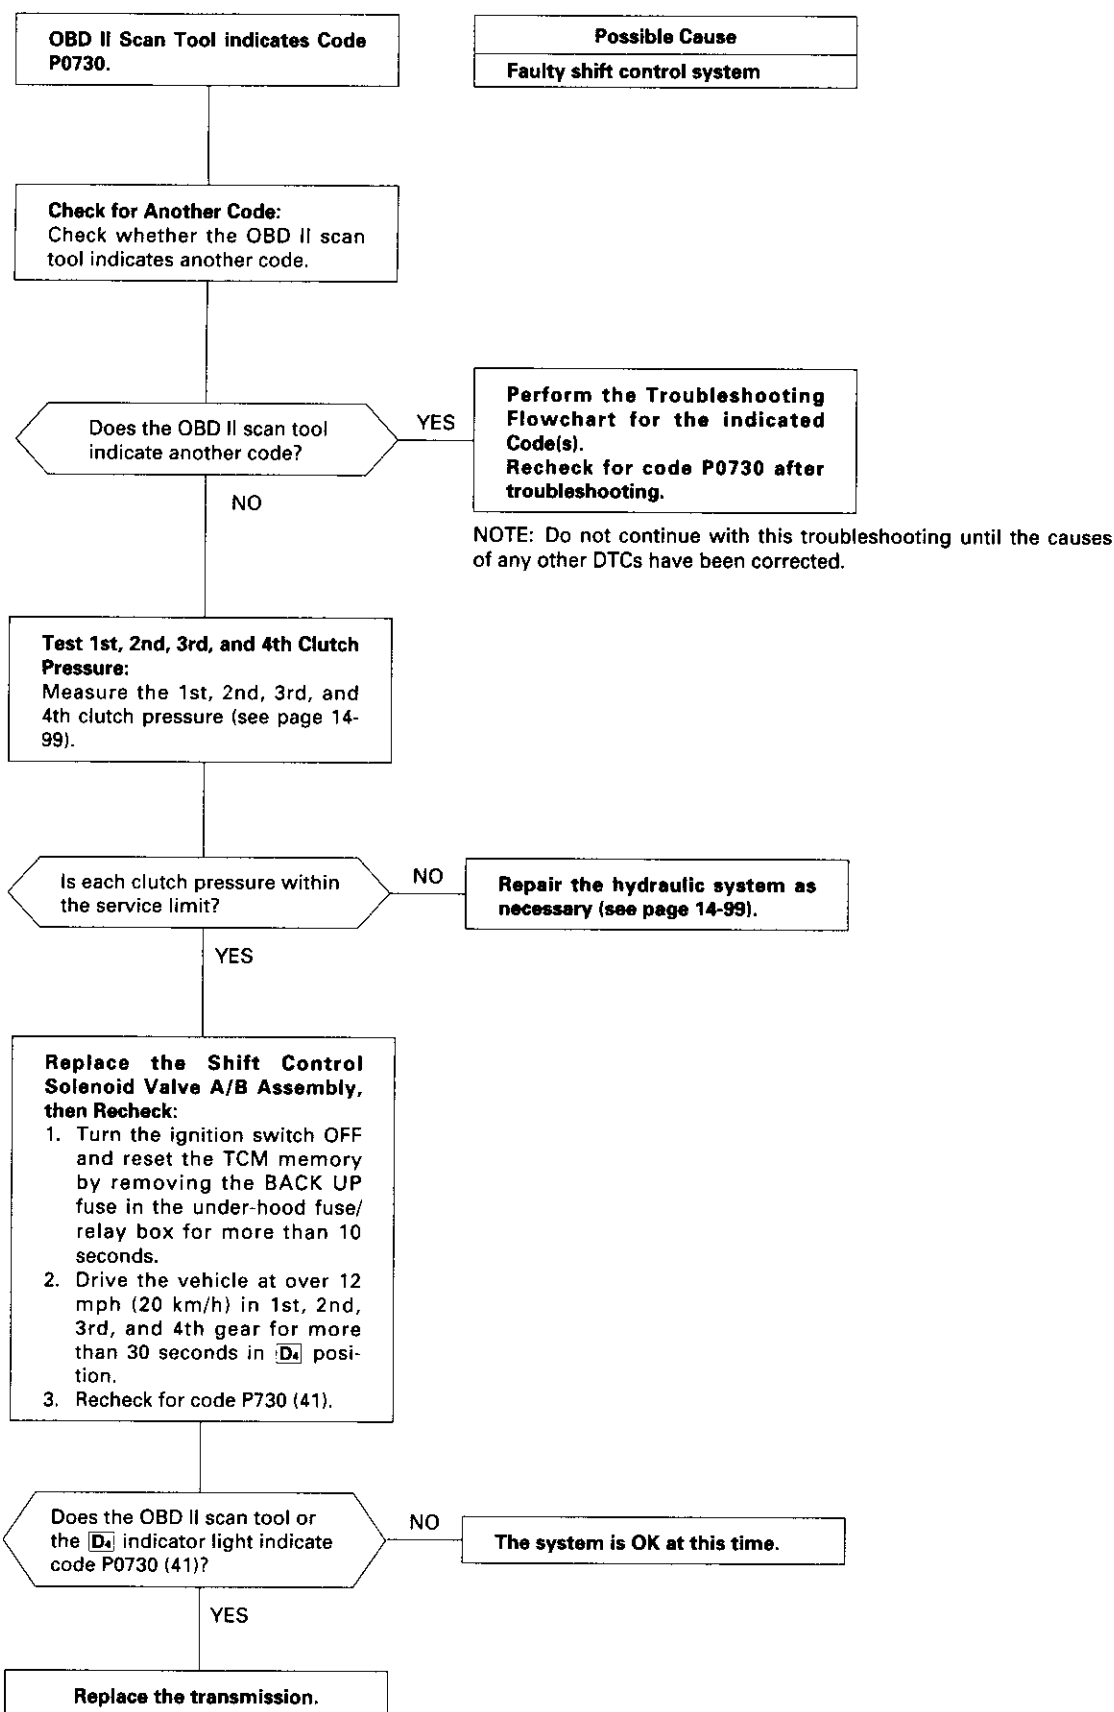 OBD II Scan Tool indicates Code
P0730.
Possible Cause
Faulty shift control system
Check for Another Code:
Check whether the OBD II scan
tool indicates another code.
Does the OBD II scan tool
indicate another code?
YES
Perform the Troubleshooting
Flowchart for the indicated
Code(s).
Recheck for code P0730 after
troubleshooting.
NO
NOTE: Do not continue with this troubleshooting until the causes
of any other DTCs have been corrected.
Test 1st, 2nd, 3rd, and 4th Clutch
Pressure:
Measure the 1st, 2nd, 3rd, and
4th clutch pressure (see page 14-
99).
Is each clutch pressure within
the service limit?
NO
Repair the hydraulic system as
necessary (see page 14-99).
YES
Replace the Shift Control
Solenoid Valve A/B Assembly,
then Recheck:
1. Turn the ignition switch OFF
and reset the TCM memory
by removing the BACK UP
fuse in the under-hood fuse/
relay box for more than 10
seconds.
2. Drive the vehicle at over 12
mph (20 km/h) in 1st, 2nd,
3rd, and 4th gear for more
than 30 seconds in D4 posi-
tion.
3. Recheck for code P730 (41).
Does the OBD II scan tool or
the D4 indicator light indicate
code P0730 (41)?
NO
The system is OK at this time.
YES
Replace the transmission.